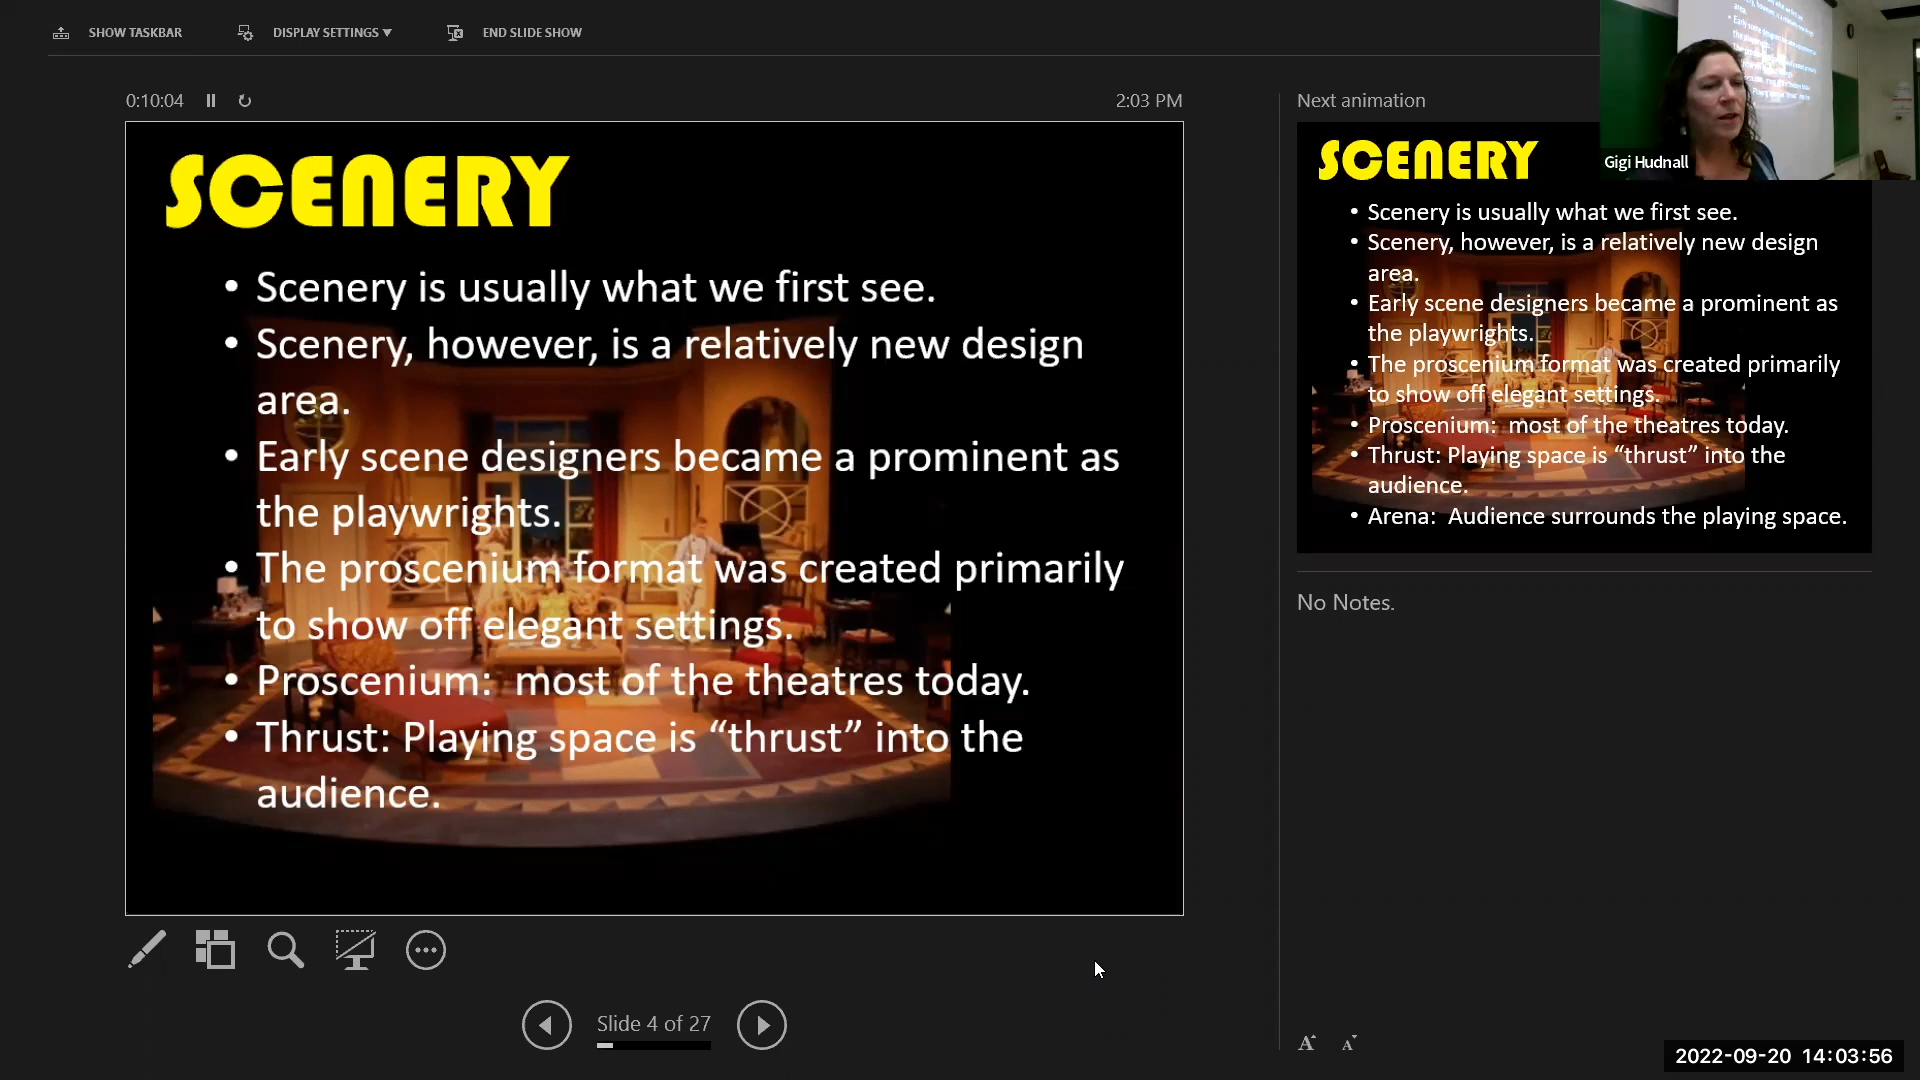 SHOW TASKBAR
DISPLAY SETTINGS ▼
END SLIDE SHOW
0:10:04
2:03 PM
SCENERY
• Scenery is usually what we first see.
• Scenery, however, is a relatively new design
area.
• Early scene designers became a prominent as
the playwrights.
• The proscenium format was created primarily
to show off elegant settings.
• Proscenium:  most of the theatres today.
• Thrust: Playing space is “thrust” into the
audience.
Slide 4 of 27
Next animation
SCENERY
• Scenery is usually what we first see.
• Scenery, however, is a relatively new design
area.
• Early scene designers became a prominent as
the playwrights.
• The proscenium format was created primarily
to show off elegant settings.
• Proscenium:  most of the theatres today.
• Thrust: Playing space is “thrust” into the
audience.
• Arena:  Audience surrounds the playing space.
Gigi Hudnall
No Notes.
A A
2022-09-20 14:03:56